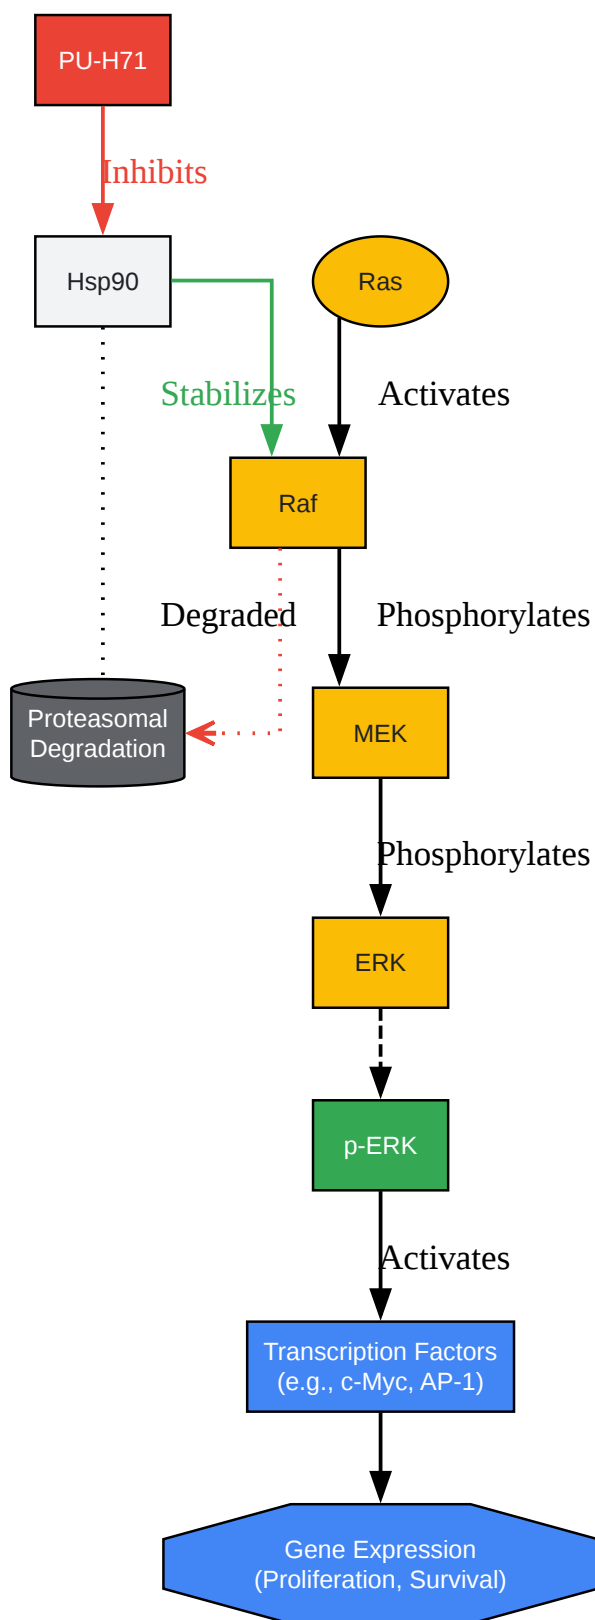 PU-H71
Inhibits
Hsp90
Ras
Stabilizes
Activates
Raf
Degraded
Phosphorylates
Proteasomal
Degradation
MEK
Phosphorylates
ERK
p-ERK
Activates
Transcription Factors
(e.g., c-Myc, AP-1)
Gene Expression
(Proliferation, Survival)